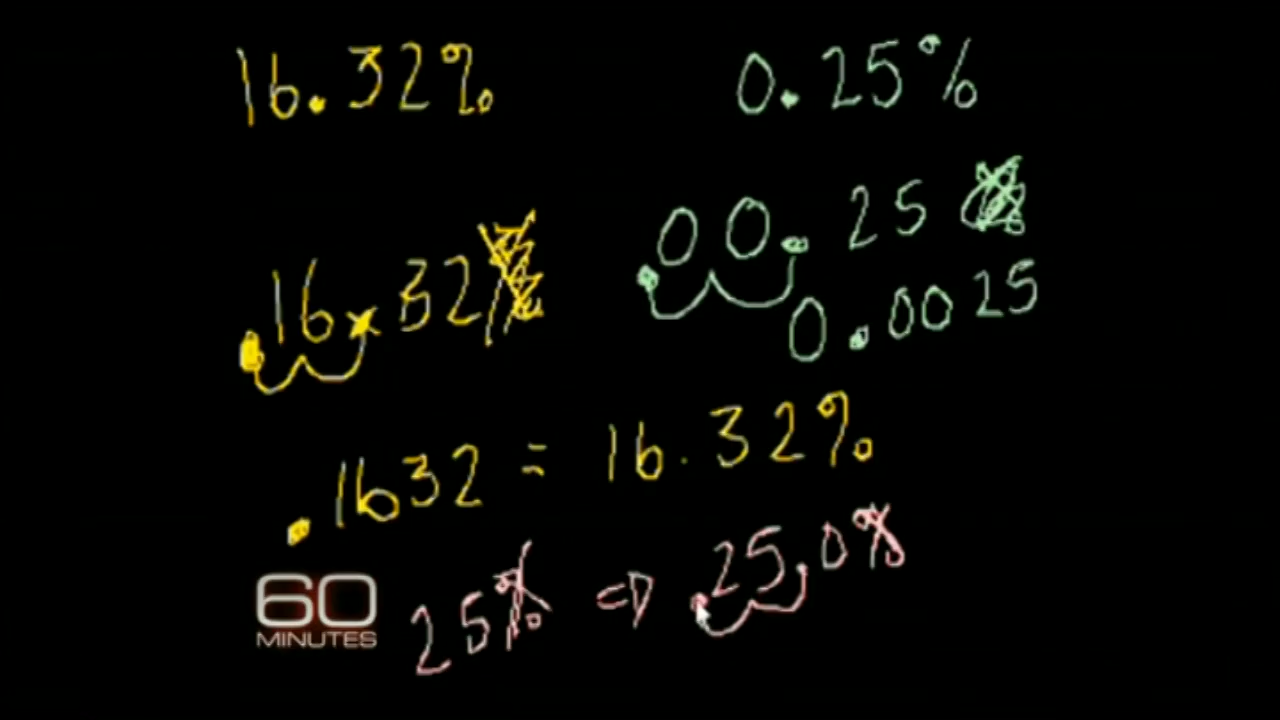 16.32%
0.25%
00.25
.16.32%
0.0025
.1632 = 16.32%
25% ⇒ .25.0%
60
MINUTES